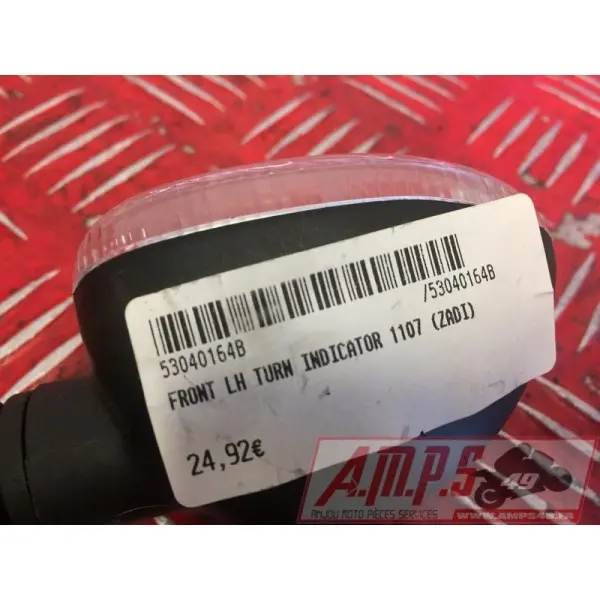 /53040164B
53040164B
FRONT LH TURN INDICATOR 1107 (ZADI)
24,92€
A.M.P.S
49
ANJOU MOTO PIÈCES SERVICES
WWW.AMPS49.FR